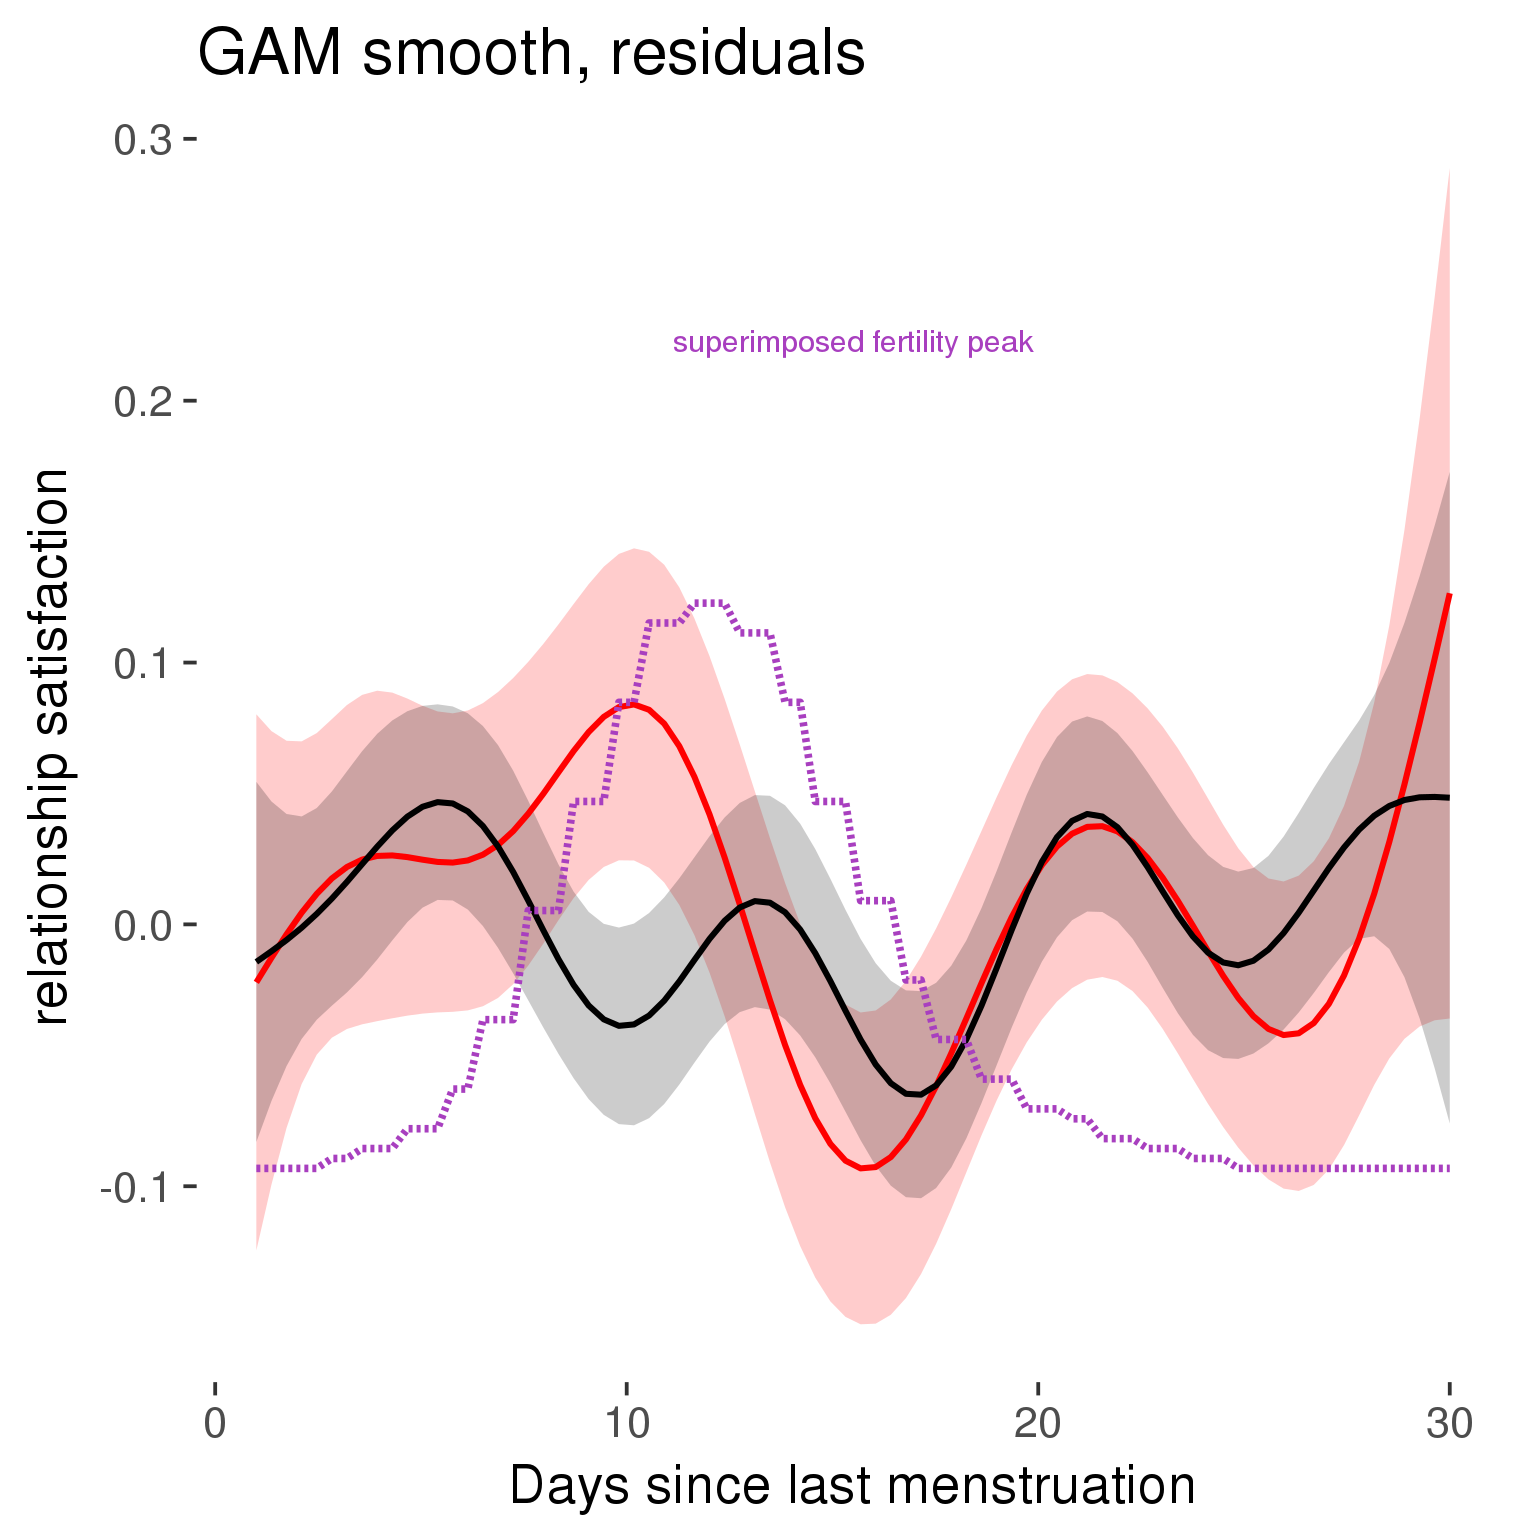 GAM smooth, residuals
0.3
superimposed fertility peak
0.2
relationship satisfaction
0.1
0.0
-0.1
0 10 20 30
Days since last menstruation